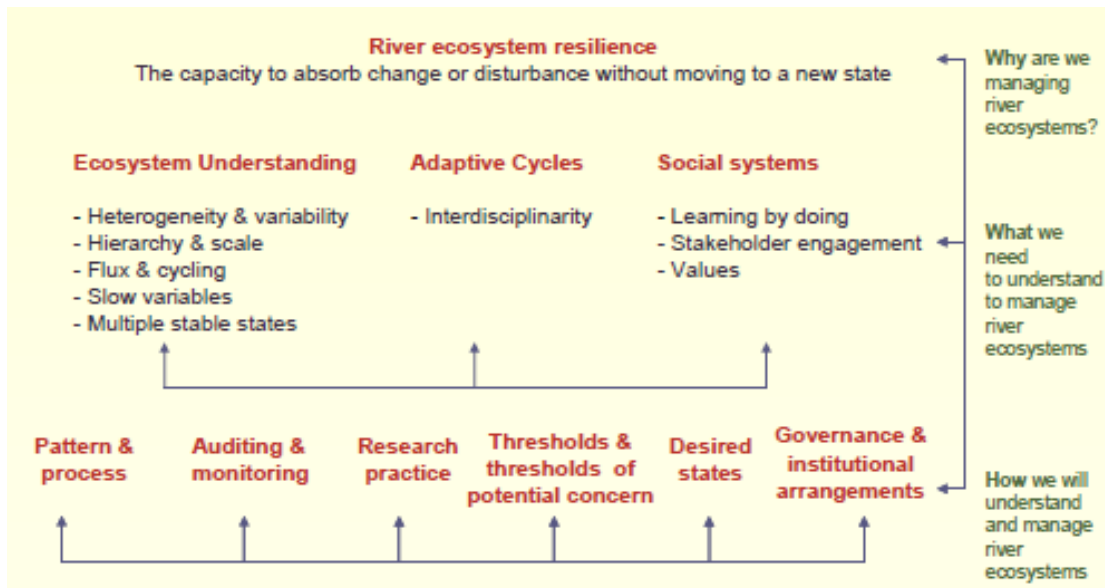 River ecosystem resilience
The capacity to absorb change or disturbance without moving to a new state
Why are we
managing
river
ecosystems?
Ecosystem Understanding
- Heterogeneity & variability
- Hierarchy & scale
- Flux & cycling
- Slow variables
- Multiple stable states
Adaptive Cycles
- Interdisciplinarity
Social systems
- Learning by doing
- Stakeholder engagement
- Values
What we
need
to understand
to manage
river
ecosystems
Pattern &
process
Auditing &
monitoring
Research
practice
Thresholds &
thresholds of
potential concern
Desired
states
Governance &
institutional
arrangements
How we will
understand
and manage
river
ecosystems